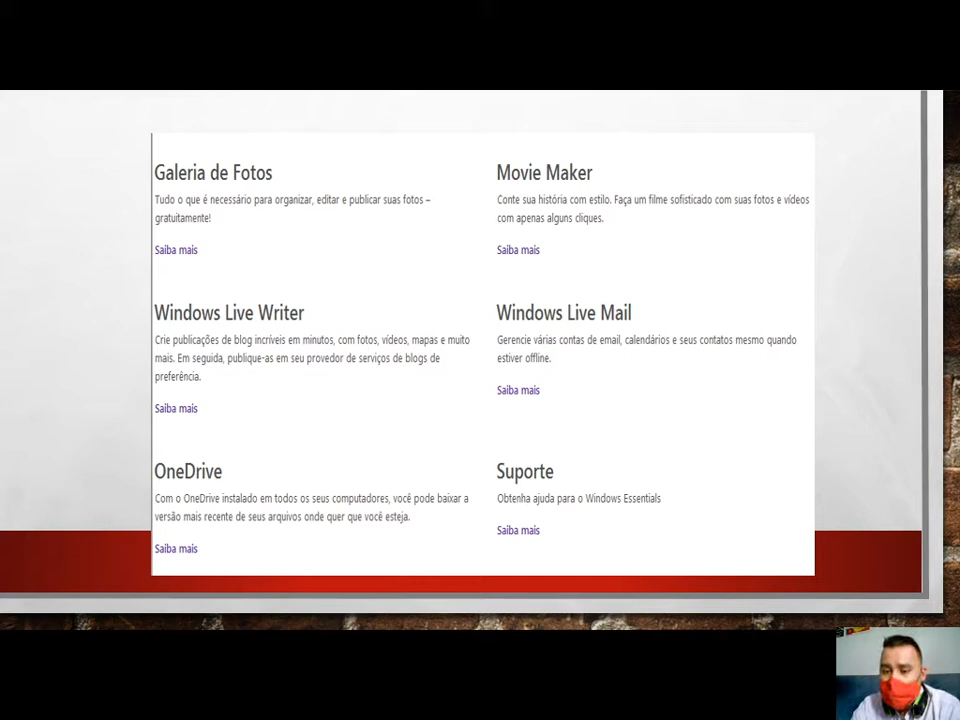 Galeria de Fotos
Tudo o que é necessário para organizar, editar e publicar suas fotos –
gratuitamente!
Saiba mais
Movie Maker
Conte sua história com estilo. Faça um filme sofisticado com suas fotos e vídeos
com apenas alguns cliques.
Saiba mais
Windows Live Writer
Crie publicações de blog incríveis em minutos, com fotos, vídeos, mapas e muito
mais. Em seguida, publique-as em seu provedor de serviços de blogs de
preferência.
Saiba mais
Windows Live Mail
Gerencie várias contas de email, calendários e seus contatos mesmo quando
estiver offline.
Saiba mais
OneDrive
Com o OneDrive instalado em todos os seus computadores, você pode baixar a
versão mais recente de seus arquivos onde quer que você esteja.
Saiba mais
Suporte
Obtenha ajuda para o Windows Essentials
Saiba mais